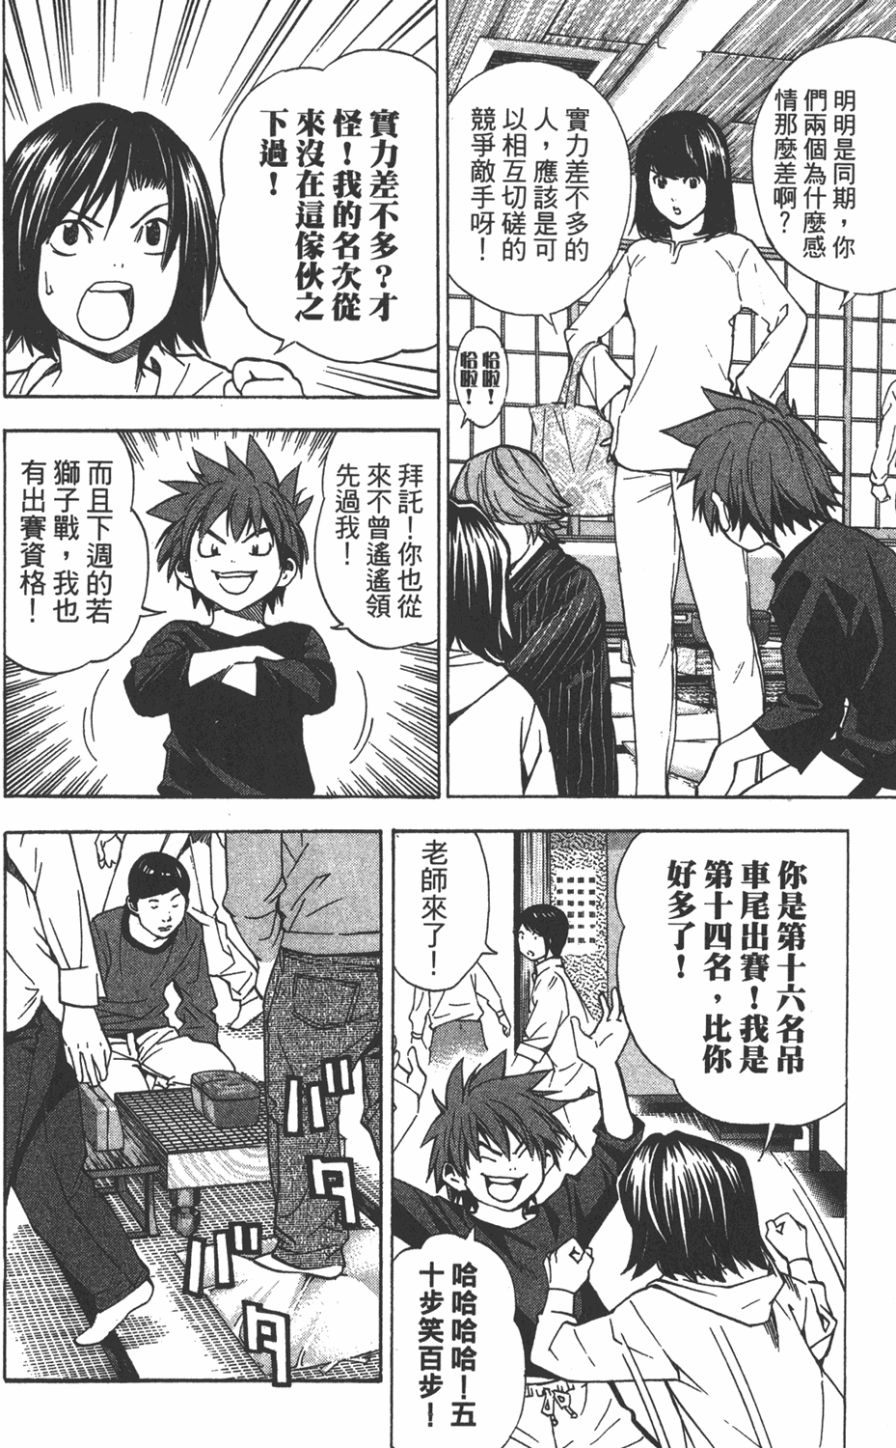 明明是同期，你
們兩個為什麼感
情那麼差啊？
實力差不多的
人，應該是可
以相互切磋的
競爭敵手呀！
哈啦！
哈啦！
實力差不多？才
怪！我的名次從
來沒在這傢伙之
下過！
拜託！你也從
來不曾遙遙領
先過我！
而且下週的若
獅子戰，我也
有出賽資格！
你是第十六名吊
車尾出賽！我是
第十四名，比你
好多了！
哈哈哈哈！五
十步笑百步！
老師來了！
バタ
バタ